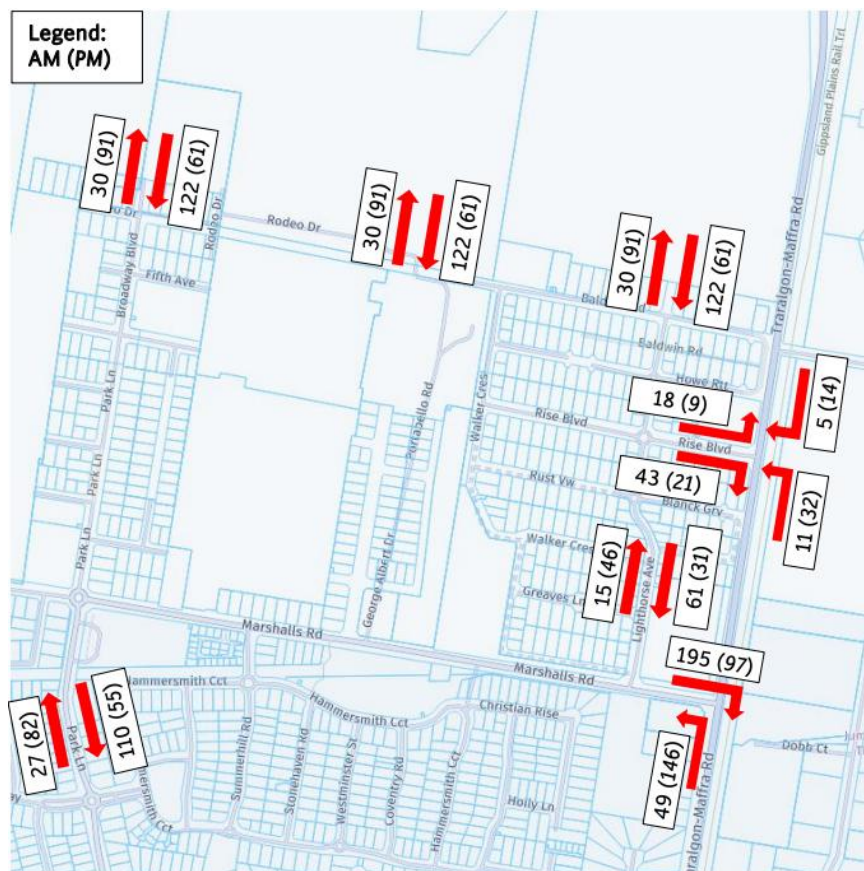 Legend:
AM (PM)
Gippsland Plains Rail Trl
Traralgon-Maffra Rd
30 (91)
122 (61)
30 (91)
122 (61)
30 (91)
122 (61)
Rodeo Dr
Rodeo Dr
Broadway Blvd
Fifth Ave
Baldwin Rd
Howe Rtt
18 (9)
5 (14)
Rise Blvd
Rise Blvd
43 (21)
11 (32)
Park Ln
Park Ln
Park Ln
Portabello Rd
Walker Cres
Rust Vw
Blanck Grv
Walker Cres
Greaves Ln
George Albert Dr
15 (46)
61 (31)
Lighthorse Ave
Marshalls Rd
Marshalls Rd
195 (97)
49 (146)
Traralgon-Maffra Rd
Dobb Ct
27 (82)
110 (55)
Park Ln
Hammersmith Cct
Hammersmith Cct
Christian Rise
Summerhill Rd
Stonehaven Rd
Westminster St
Coventry Rd
Hammersmith Cct
Holly Ln